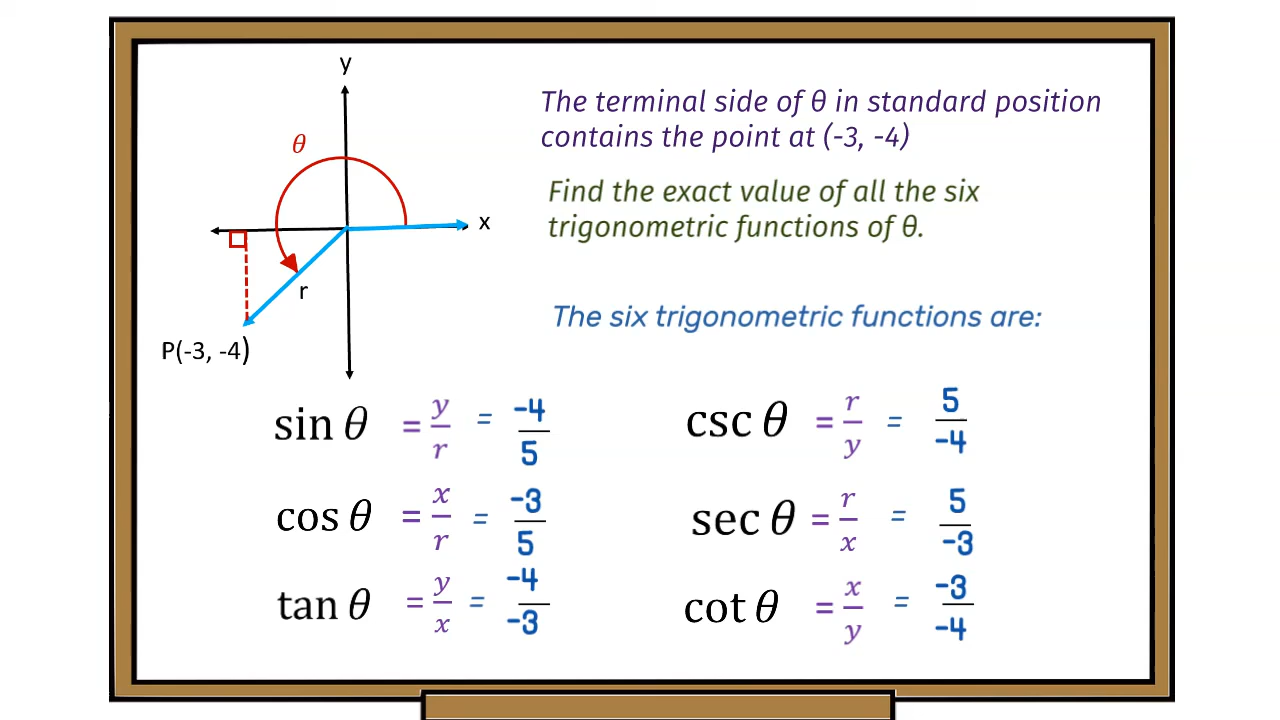 y
θ
x
r
P(-3, -4)
The terminal side of θ in standard position
contains the point at (-3, -4)
Find the exact value of all the six
trigonometric functions of θ.
The six trigonometric functions are:
sin θ = y/r = -4/5
csc θ = r/y = 5/-4
cos θ = x/r = -3/5
sec θ = r/x = 5/-3
tan θ = y/x = -4/-3
cot θ = x/y = -3/-4